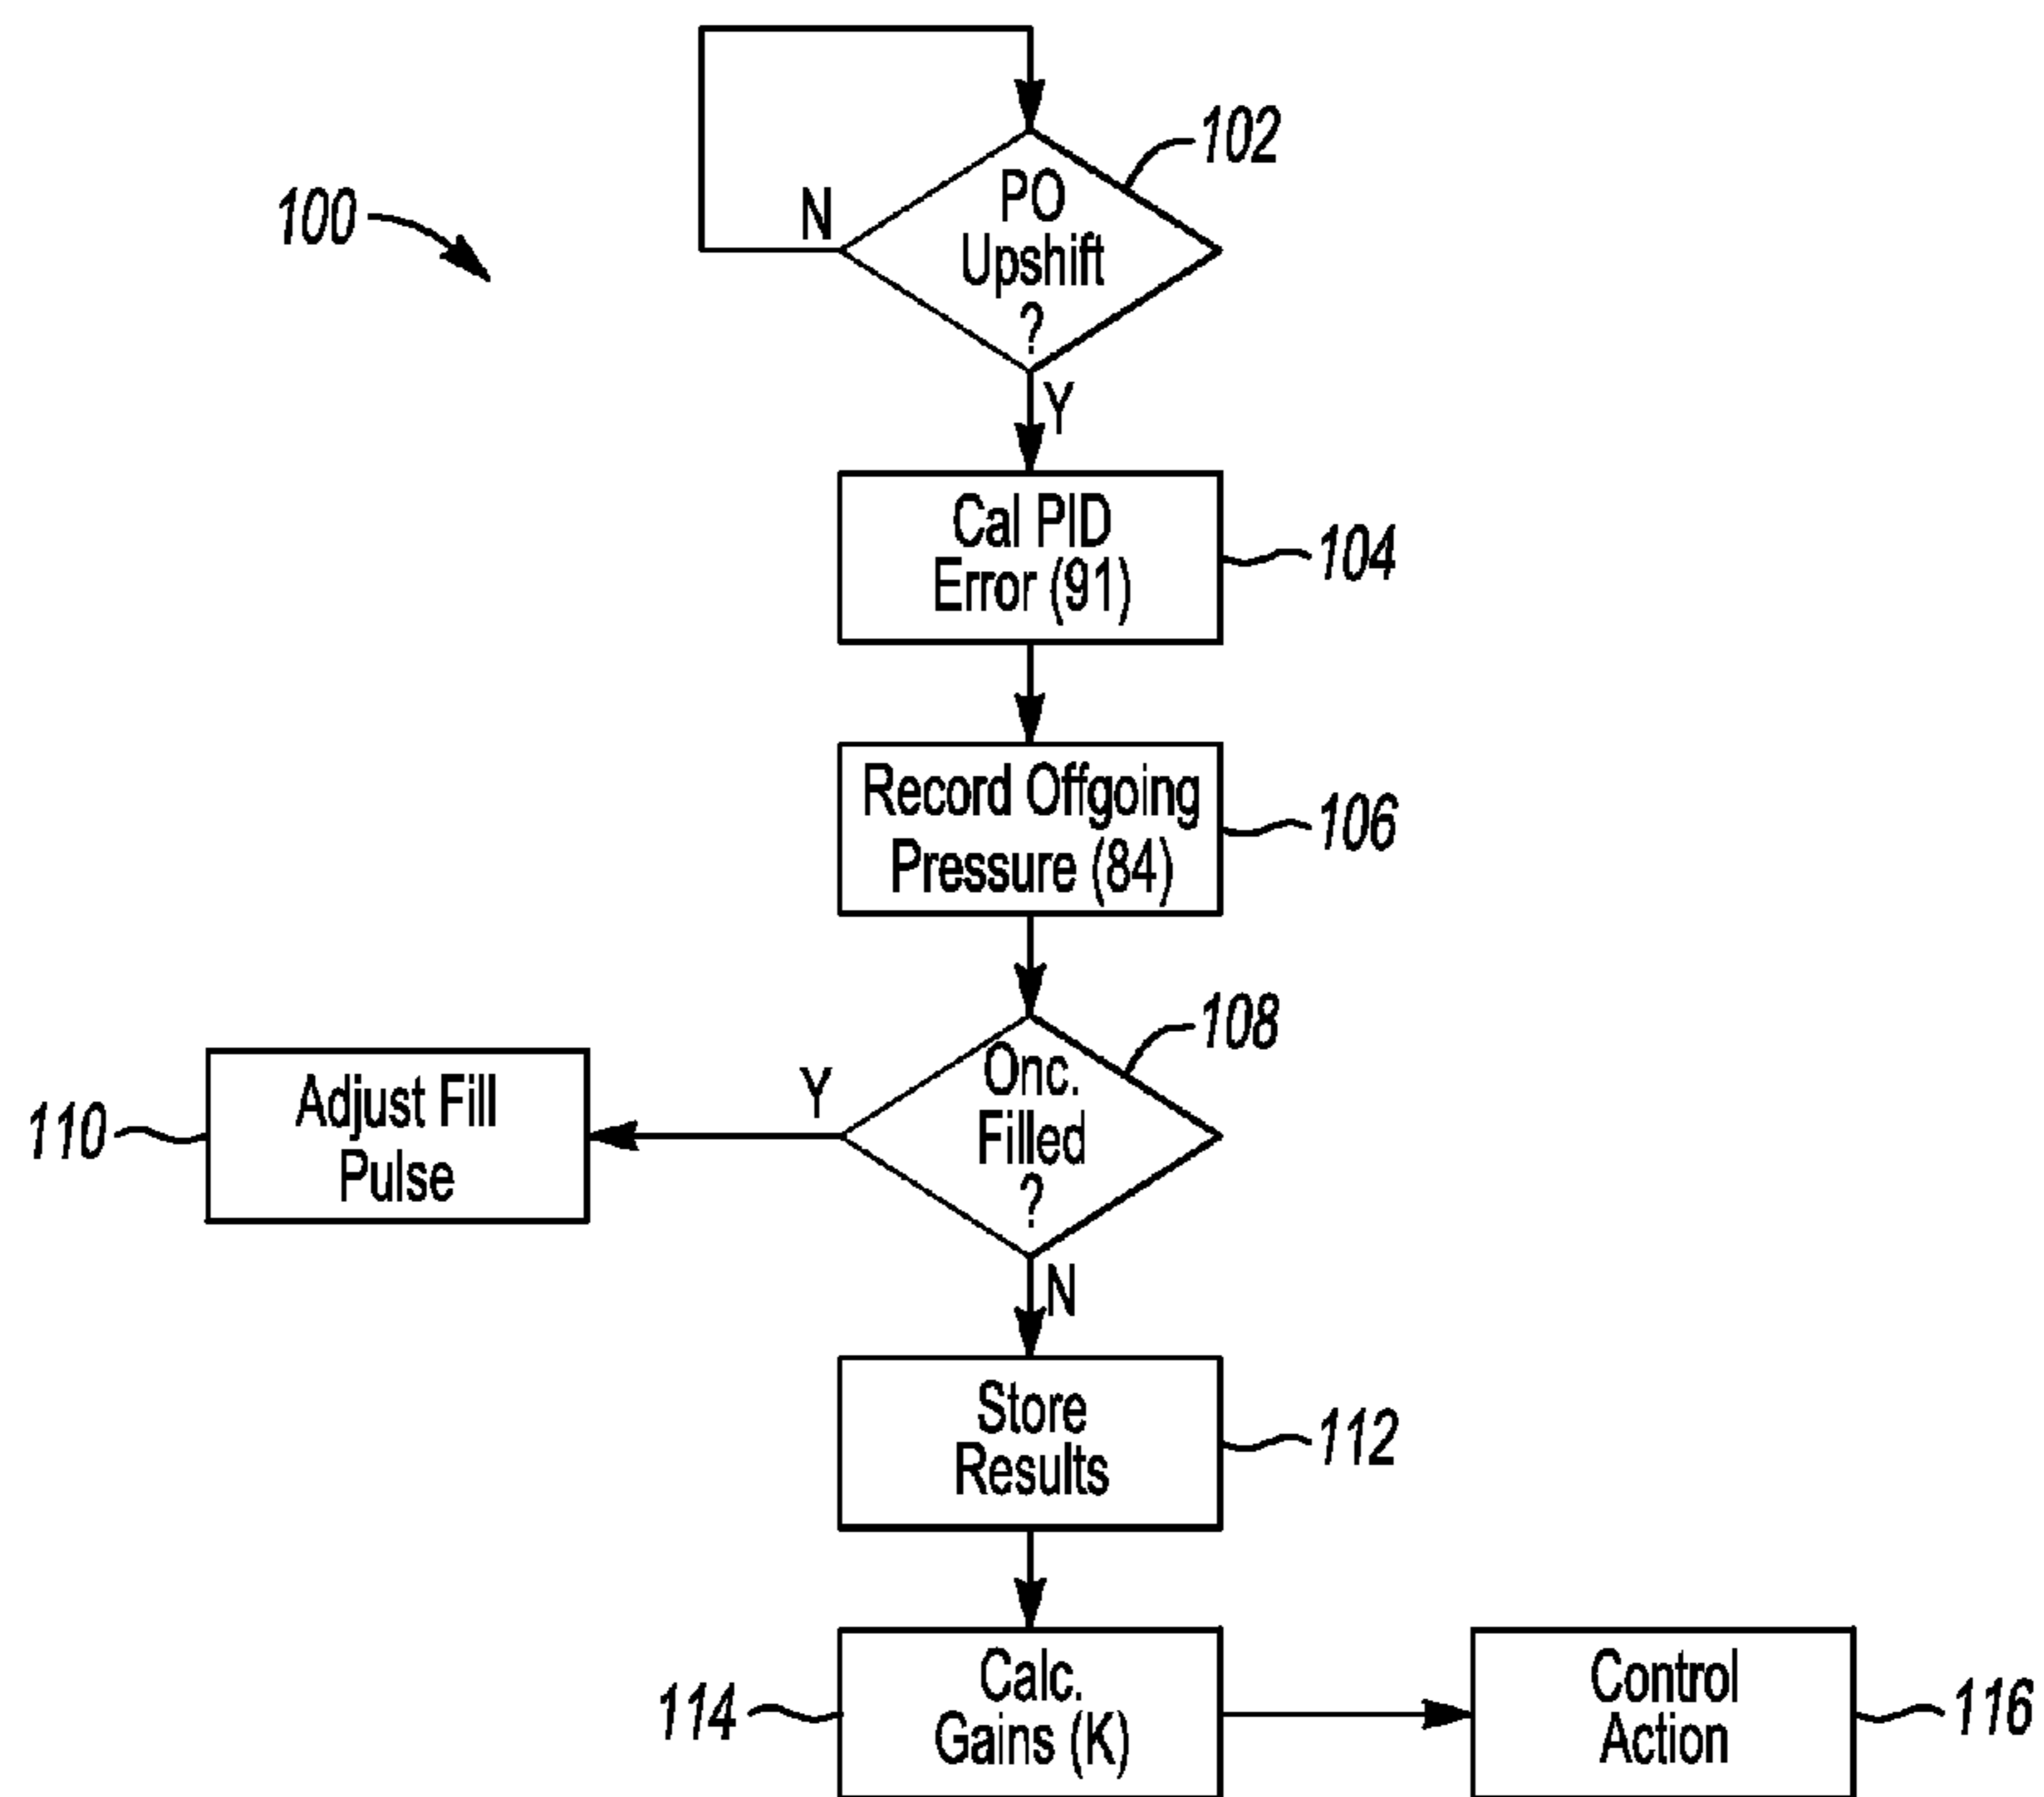 100
102
PO
Upshift
?
N
Y
Cal PID
Error (91)
104
Record Offgoing
Pressure (84)
106
108
Onc.
Filled
?
Y
Adjust Fill
Pulse
110
N
Store
Results
112
Calc.
Gains (K)
114
Control
Action
116